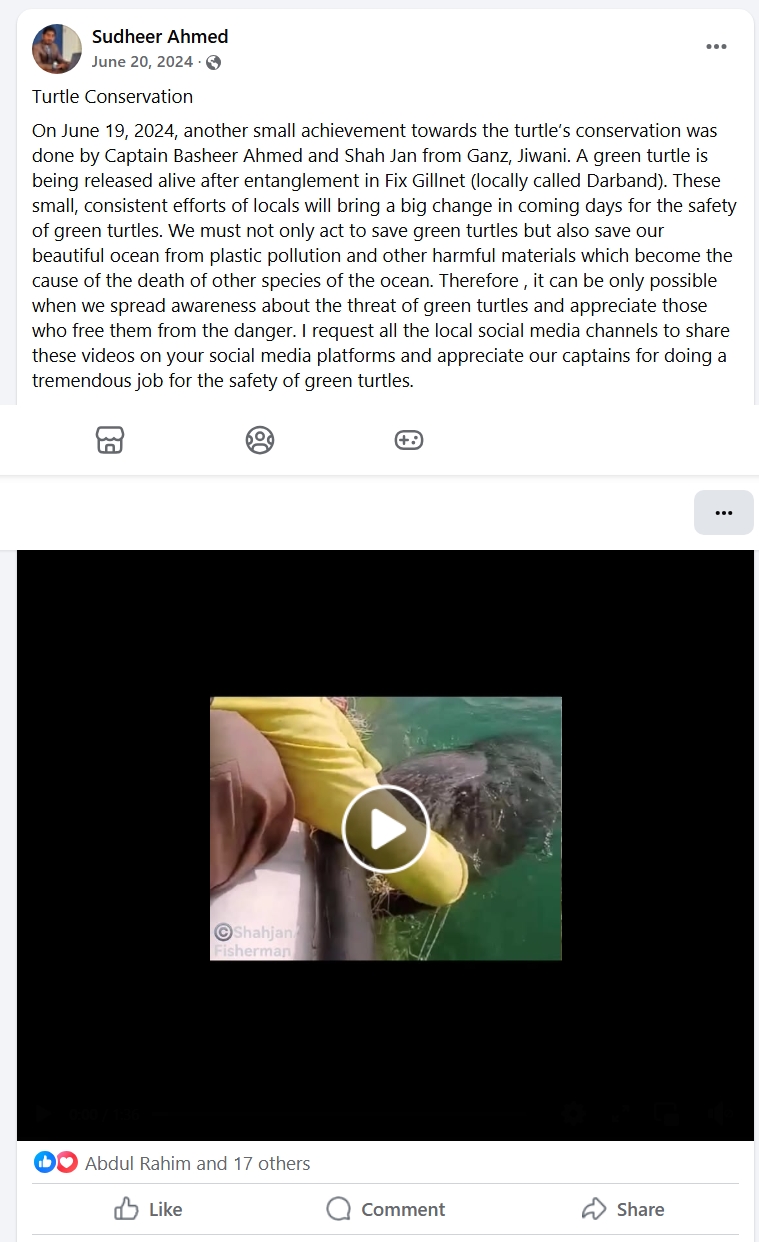 Sudheer Ahmed
June 20, 2024 ·
Turtle Conservation
On June 19, 2024, another small achievement towards the turtle's conservation was
done by Captain Basheer Ahmed and Shah Jan from Ganz, Jiwani. A green turtle is
being released alive after entanglement in Fix Gillnet (locally called Darband). These
small, consistent efforts of locals will bring a big change in coming days for the safety
of green turtles. We must not only act to save green turtles but also save our
beautiful ocean from plastic pollution and other harmful materials which become the
cause of the death of other species of the ocean. Therefore , it can be only possible
when we spread awareness about the threat of green turtles and appreciate those
who free them from the danger. I request all the local social media channels to share
these videos on your social media platforms and appreciate our captains for doing a
tremendous job for the safety of green turtles.
©Shahjan
Fisherman
Abdul Rahim and 17 others
Like Comment Share